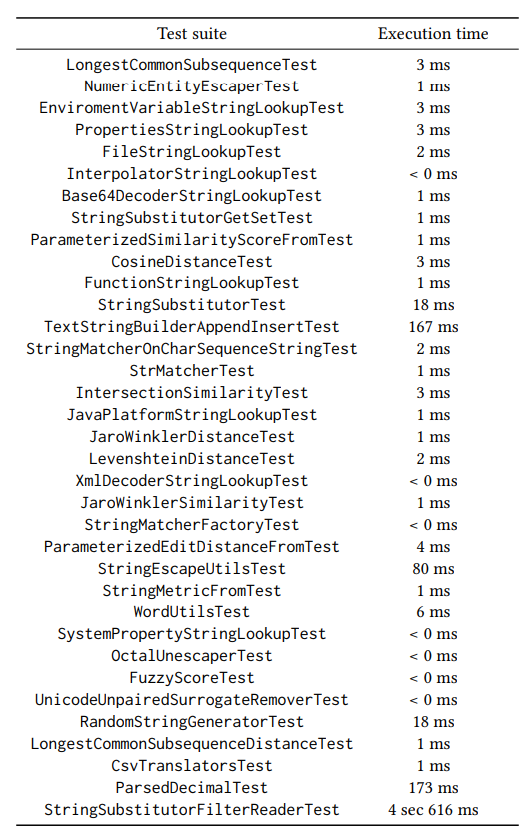 Test suite Execution time
LongestCommonSubsequenceTest 3 ms
NumericEntityEscaperTest 1 ms
EnviromentVariableStringLookupTest 3 ms
PropertiesStringLookupTest 3 ms
FileStringLookupTest 2 ms
InterpolatorStringLookupTest < 0 ms
Base64DecoderStringLookupTest 1 ms
StringSubstitutorGetSetTest 1 ms
ParameterizedSimilarityScoreFromTest 1 ms
CosineDistanceTest 3 ms
FunctionStringLookupTest 1 ms
StringSubstitutorTest 18 ms
TextStringBuilderAppendInsertTest 167 ms
StringMatcherOnCharSequenceStringTest 2 ms
StrMatcherTest 1 ms
IntersectionSimilarityTest 3 ms
JavaPlatformStringLookupTest 1 ms
JaroWinklerDistanceTest 1 ms
LevenshteinDistanceTest 2 ms
XmlDecoderStringLookupTest < 0 ms
JaroWinklerSimilarityTest 1 ms
StringMatcherFactoryTest < 0 ms
ParameterizedEditDistanceFromTest 4 ms
StringEscapeUtilsTest 80 ms
StringMetricFromTest 1 ms
WordUtilsTest 6 ms
SystemPropertyStringLookupTest < 0 ms
OctalUnescaperTest < 0 ms
FuzzyScoreTest < 0 ms
UnicodeUnpairedSurrogateRemoverTest < 0 ms
RandomStringGeneratorTest 18 ms
LongestCommonSubsequenceDistanceTest 1 ms
CsvTranslatorsTest 1 ms
ParsedDecimalTest 173 ms
StringSubstitutorFilterReaderTest 4 sec 616 ms